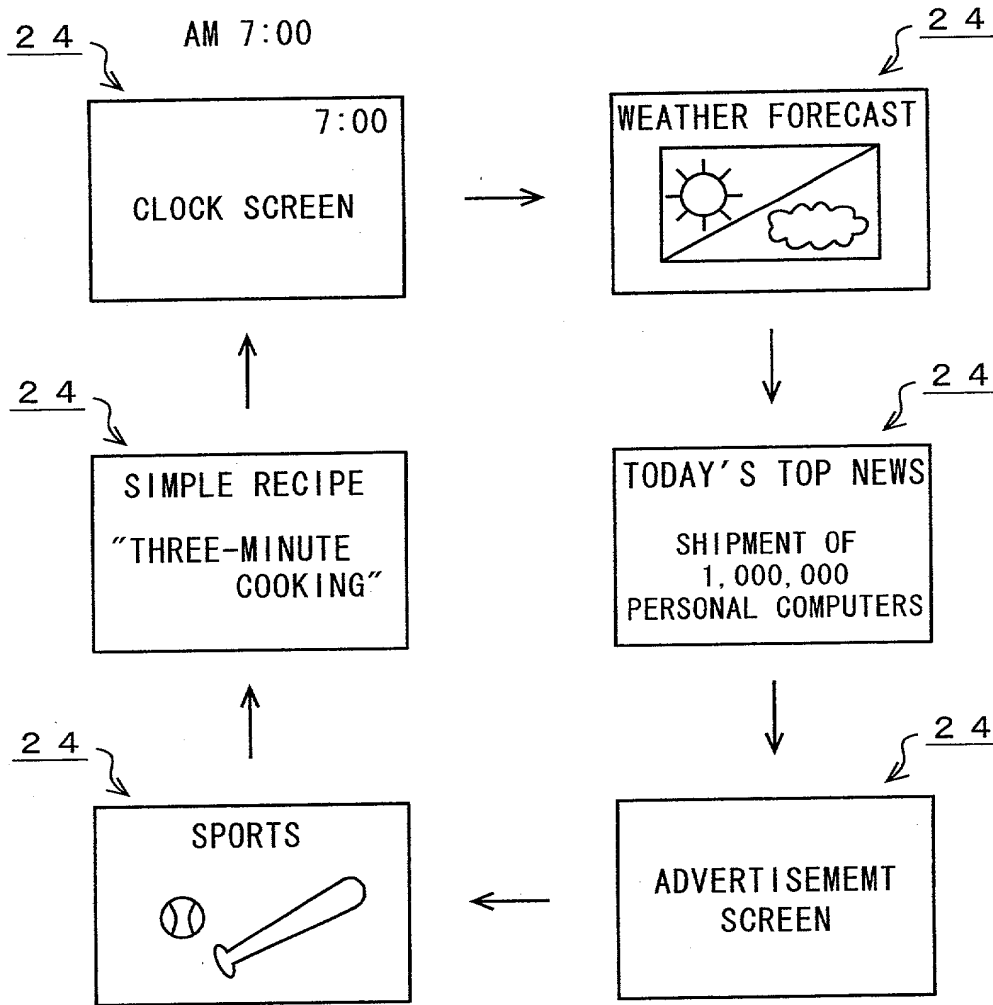 24
AM 7:00
24
7:00
CLOCK SCREEN
WEATHER FORECAST
24
24
SIMPLE RECIPE
"THREE-MINUTE
COOKING"
TODAY'S TOP NEWS
SHIPMENT OF
1,000,000
PERSONAL COMPUTERS
24
24
SPORTS
ADVERTISEMEMT
SCREEN